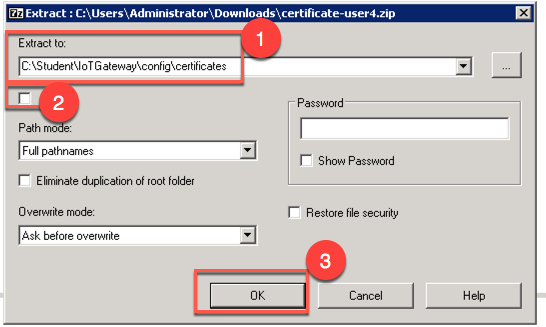 7z Extract : C:\Users\Administrator\Downloads\certificate-user4.zip
Extract to:
1
C:\Student\IoTGateway\config\certificates
...
2
Password
Path mode:
Full pathnames
Show Password
Eliminate duplication of root folder
Overwrite mode:
Restore file security
Ask before overwrite
3
OK
Cancel
Help